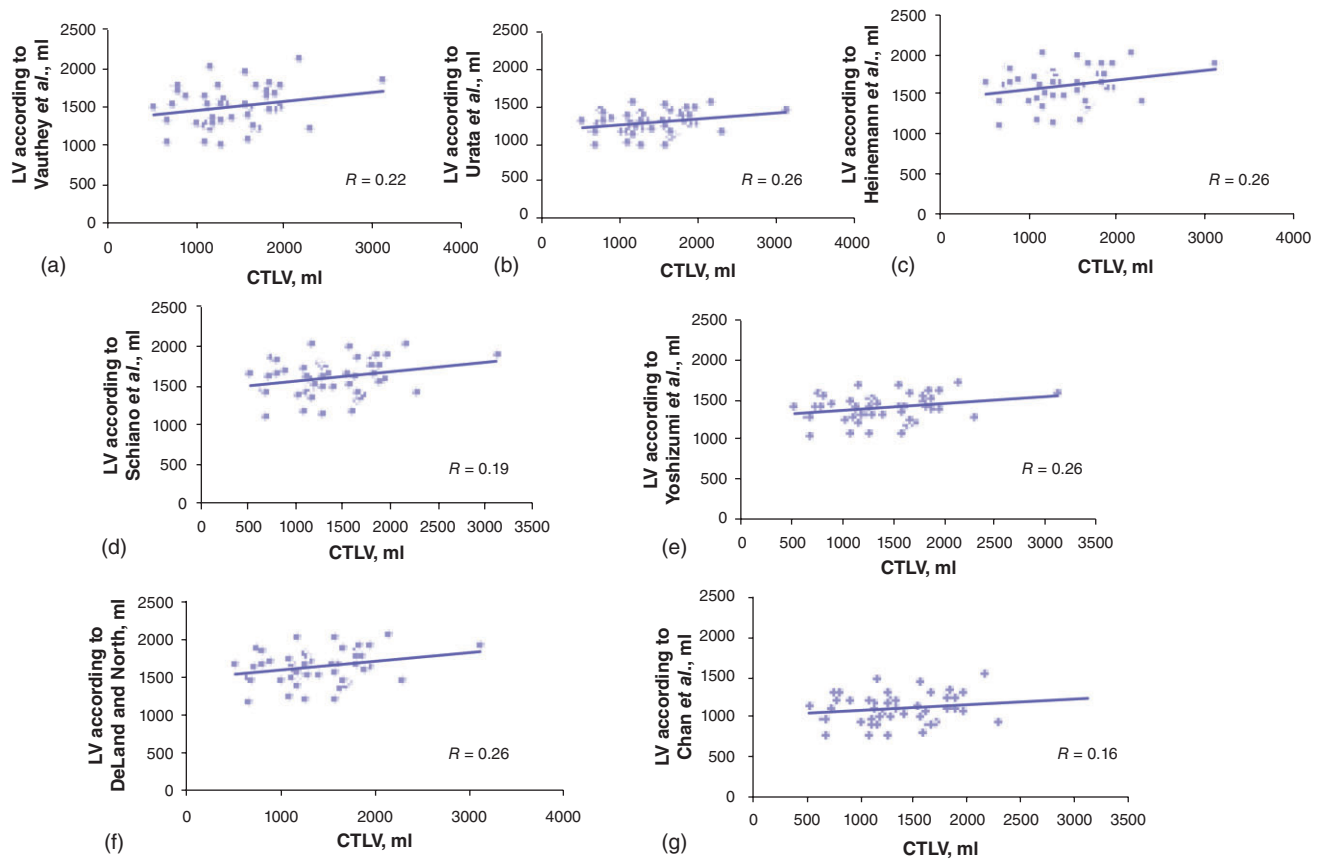 LV according to
Vauthey et al., ml
2500
2000
1500
1000
500
0
R = 0.22
0
1000
2000
3000
4000
(a)
CTLV, ml
LV according to
Urata et al., ml
2500
2000
1500
1000
500
0
R = 0.26
0
1000
2000
3000
4000
(b)
CTLV, ml
LV according to
Heinemann et al., ml
2500
2000
1500
1000
500
0
R = 0.26
0
1000
2000
3000
4000
(c)
CTLV, ml
LV according to
Schiano et al., ml
2500
2000
1500
1000
500
0
R = 0.19
0
500
1000
1500
2000
2500
3000
3500
(d)
CTLV, ml
LV according to
Yoshizumi et al., ml
2500
2000
1500
1000
500
0
R = 0.26
0
500
1000
1500
2000
2500
3000
3500
(e)
CTLV, ml
LV according to
DeLand and North, ml
2500
2000
1500
1000
500
0
R = 0.26
0
1000
2000
3000
4000
(f)
CTLV, ml
LV according to
Chan et al., ml
2500
2000
1500
1000
500
0
R = 0.16
0
500
1000
1500
2000
2500
3000
3500
(g)
CTLV, ml